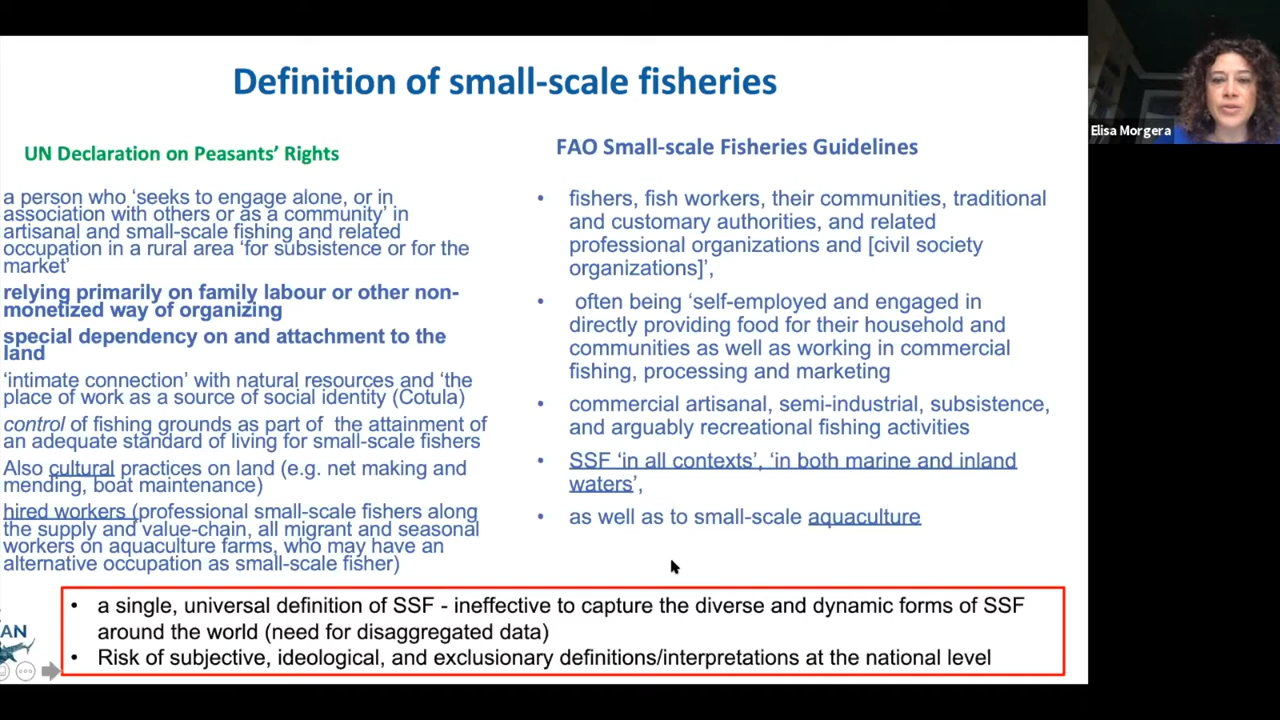 Definition of small-scale fisheries
Elisa Morgera
UN Declaration on Peasants' Rights
a person who 'seeks to engage alone, or in
association with others or as a community' in
artisanal and small-scale fishing and related
occupation in a rural area 'for subsistence or for the
market'
relying primarily on family labour or other non-
monetized way of organizing
special dependency on and attachment to the
land
'intimate connection' with natural resources and 'the
place of work as a source of social identity (Cotula)
control of fishing grounds as part of  the attainment of
an adequate standard of living for small-scale fishers
Also cultural practices on land (e.g. net making and
mending, boat maintenance)
hired workers (professional small-scale fishers along
the supply and value-chain, all migrant and seasonal
workers on aquaculture farms, who may have an
alternative occupation as small-scale fisher)
FAO Small-scale Fisheries Guidelines
• fishers, fish workers, their communities, traditional
and customary authorities, and related
professional organizations and [civil society
organizations]',
• often being 'self-employed and engaged in
directly providing food for their household and
communities as well as working in commercial
fishing, processing and marketing
• commercial artisanal, semi-industrial, subsistence,
and arguably recreational fishing activities
• SSF 'in all contexts', 'in both marine and inland
waters',
• as well as to small-scale aquaculture
• a single, universal definition of SSF - ineffective to capture the diverse and dynamic forms of SSF
around the world (need for disaggregated data)
• Risk of subjective, ideological, and exclusionary definitions/interpretations at the national level
AN